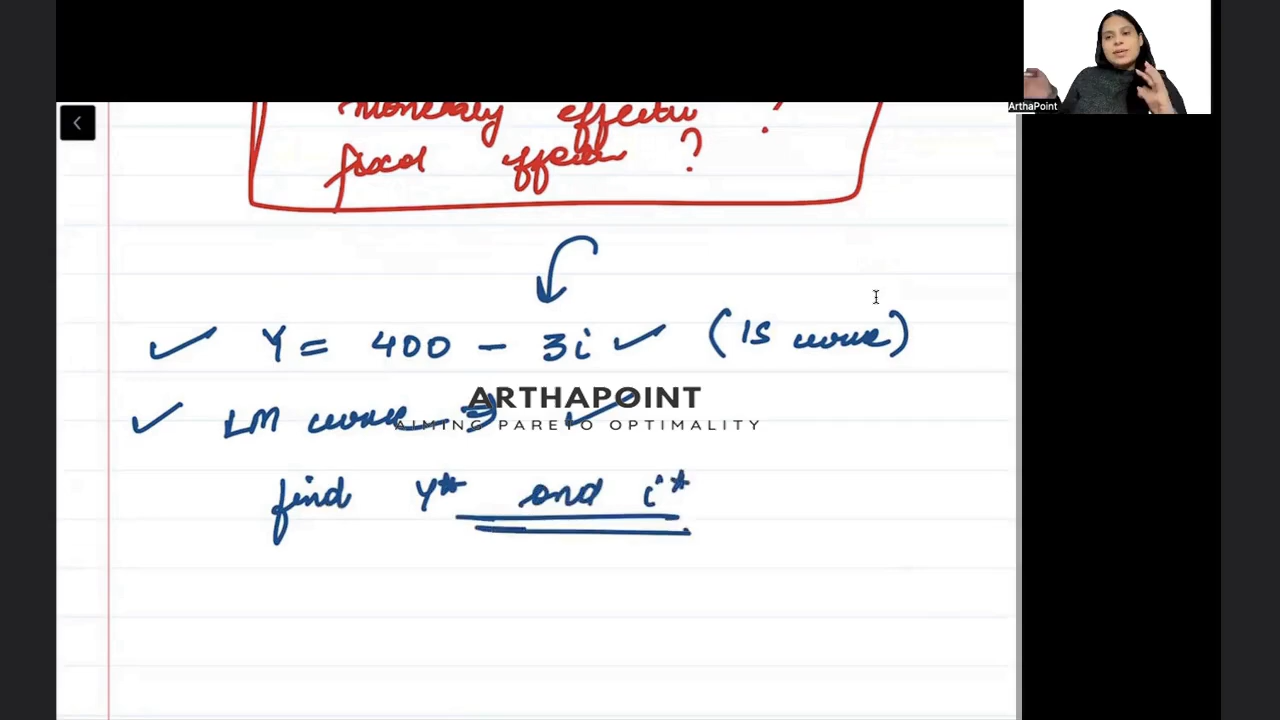 ArthaPoint
monetary effective ?
fiscal effective ?
Y = 400 - 3i (IS curve)
LM curve ⇒
ARTHAPOINT
AIMING PARETO OPTIMALITY
find Y* and i*